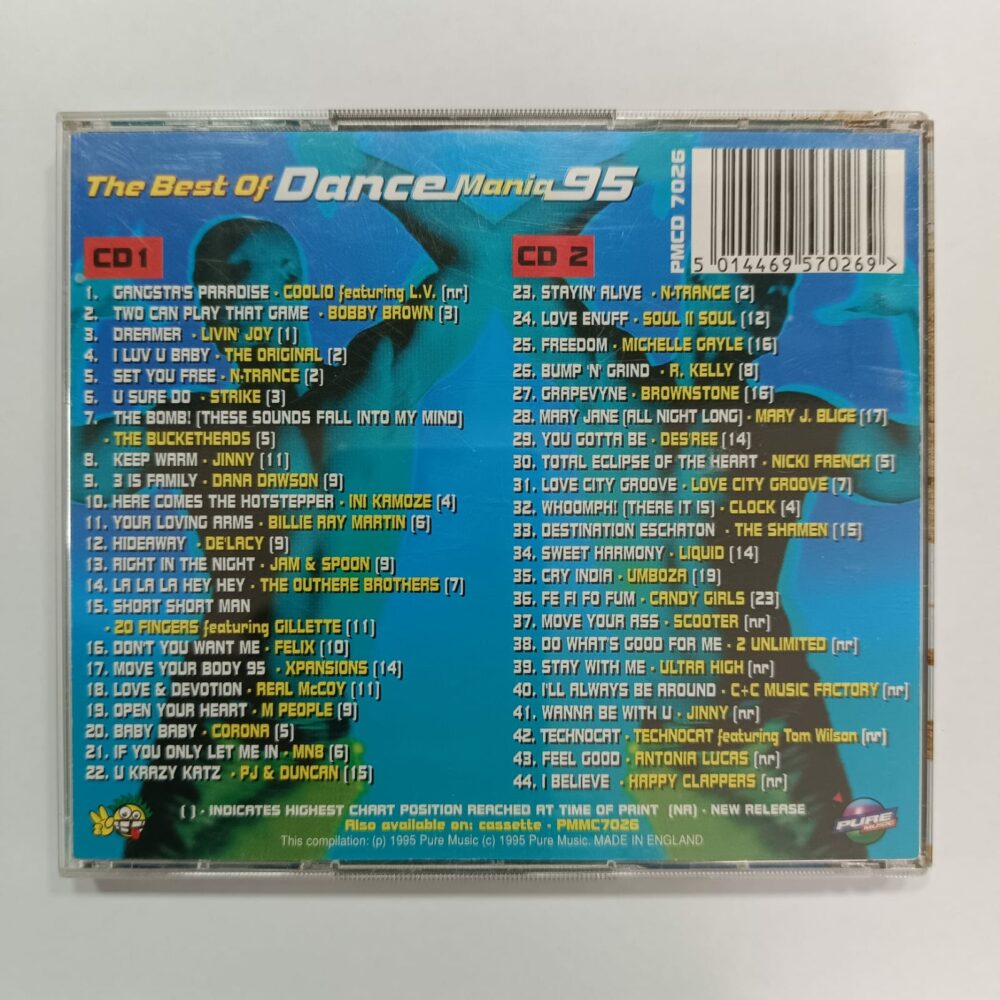 The Best Of Dance Mania 95
PMCD 7026
5 014469 570269 >
CD 1
1. GANGSTA'S PARADISE - COOLIO featuring L.V. (nr)
2. TWO CAN PLAY THAT GAME - BOBBY BROWN (3)
3. DREAMER - LIVIN' JOY (1)
4. I LUV U BABY - THE ORIGINAL (2)
5. SET YOU FREE - N-TRANCE (2)
6. U SURE DO - STRIKE (3)
7. THE BOMB! (THESE SOUNDS FALL INTO MY MIND)
- THE BUCKETHEADS (5)
8. KEEP WARM - JINNY (11)
9. 3 IS FAMILY - DANA DAWSON (9)
10. HERE COMES THE HOTSTEPPER - INI KAMOZE (4)
11. YOUR LOVING ARMS - BILLIE RAY MARTIN (6)
12. HIDEAWAY - DE'LACY (9)
13. RIGHT IN THE NIGHT - JAM & SPOON (9)
14. LA LA LA HEY HEY - THE OUTHERE BROTHERS (7)
15. SHORT SHORT MAN
- 20 FINGERS featuring GILLETTE (11)
16. DON'T YOU WANT ME - FELIX (10)
17. MOVE YOUR BODY 95 - XPANSIONS (14)
18. LOVE & DEVOTION - REAL McCOY (11)
19. OPEN YOUR HEART - M PEOPLE (9)
20. BABY BABY - CORONA (5)
21. IF YOU ONLY LET ME IN - MN8 (6)
22. U KRAZY KATZ - PJ & DUNCAN (15)
CD 2
23. STAYIN' ALIVE - N-TRANCE (2)
24. LOVE ENUFF - SOUL II SOUL (12)
25. FREEDOM - MICHELLE GAYLE (16)
26. BUMP 'N' GRIND - R. KELLY (8)
27. GRAPEVYNE - BROWNSTONE (16)
28. MARY JANE (ALL NIGHT LONG) - MARY J. BLIGE (17)
29. YOU GOTTA BE - DES'REE (14)
30. TOTAL ECLIPSE OF THE HEART - NICKI FRENCH (5)
31. LOVE CITY GROOVE - LOVE CITY GROOVE (7)
32. WHOOMPH! (THERE IT IS) - CLOCK (4)
33. DESTINATION ESCHATON - THE SHAMEN (15)
34. SWEET HARMONY - LIQUID (14)
35. CRY INDIA - UMBOZA (19)
36. FE FI FO FUM - CANDY GIRLS (23)
37. MOVE YOUR ASS - SCOOTER (nr)
38. DO WHAT'S GOOD FOR ME - 2 UNLIMITED (nr)
39. STAY WITH ME - ULTRA HIGH (nr)
40. I'LL ALWAYS BE AROUND - C+C MUSIC FACTORY (nr)
41. WANNA BE WITH U - JINNY (nr)
42. TECHNOCAT - TECHNOCAT featuring Tom Wilson (nr)
43. FEEL GOOD - ANTONIA LUCAS (nr)
44. I BELIEVE - HAPPY CLAPPERS (nr)
( ) - INDICATES HIGHEST CHART POSITION REACHED AT TIME OF PRINT (NR) - NEW RELEASE
Also available on: cassette - PMMC7026
This compilation: (p) 1995 Pure Music (c) 1995 Pure Music. MADE IN ENGLAND
PURE
MUSIC